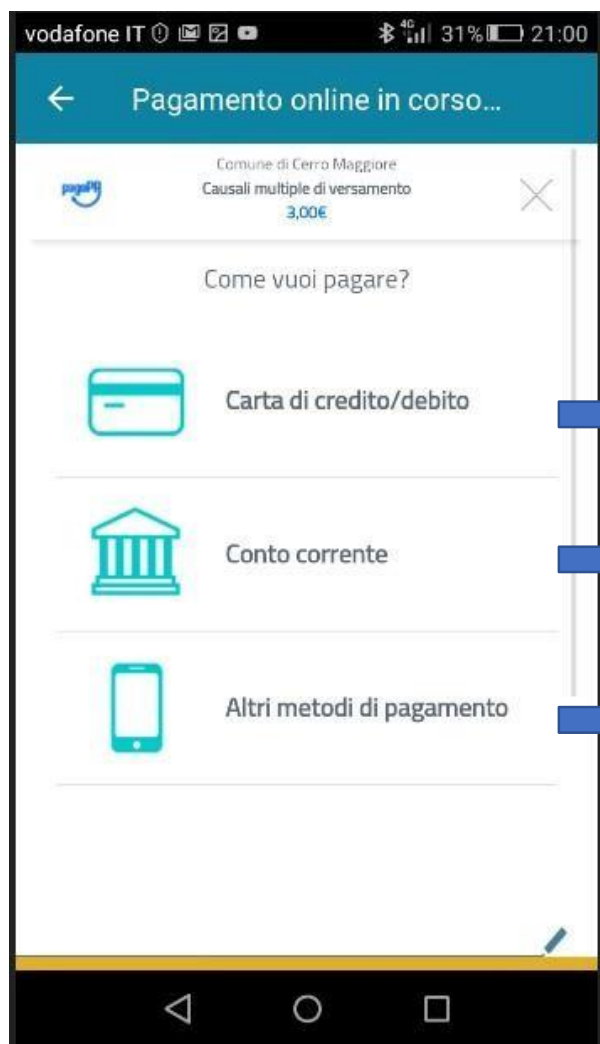 vodafone IT 4G 31% 21:00
Pagamento online in corso...
pagoPA
Comune di Cerro Maggiore
Causali multiple di versamento
3,00€
Come vuoi pagare?
Carta di credito/debito
Conto corrente
Altri metodi di pagamento